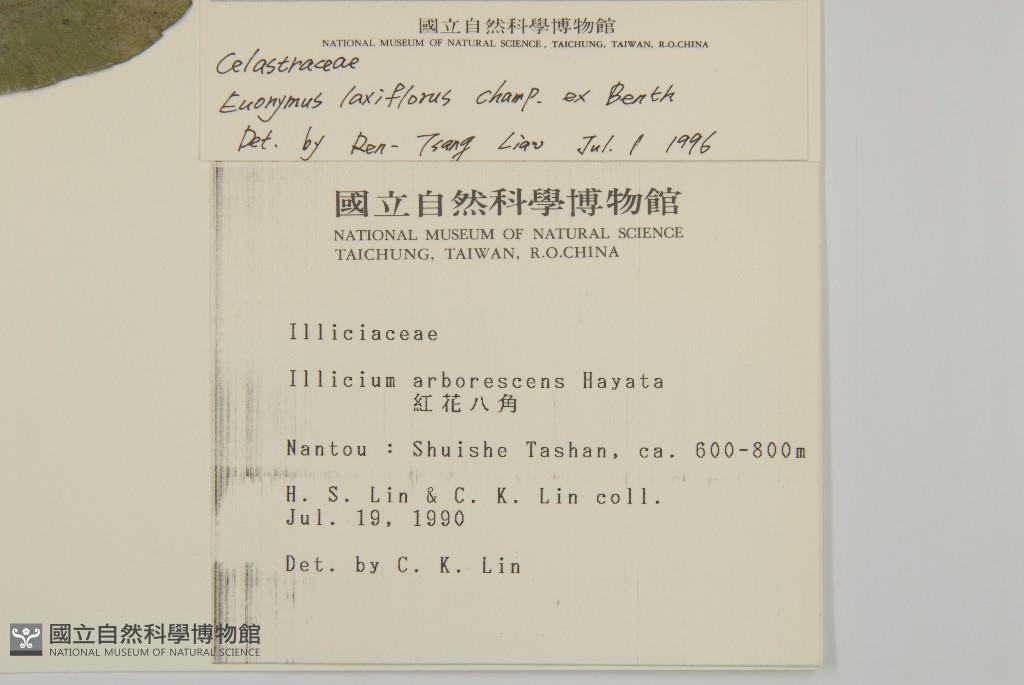 國立自然科學博物館
NATIONAL MUSEUM OF NATURAL SCIENCE, TAICHUNG, TAIWAN, R.O.CHINA
Celastraceae
Euonymus laxiflorus champ. ex Benth
Det. by Ren-Tsang Liaw Jul. 1 1996
國立自然科學博物館
NATIONAL MUSEUM OF NATURAL SCIENCE
TAICHUNG, TAIWAN, R.O.CHINA
Illiciaceae
Illicium arborescens Hayata
紅花八角
Nantou : Shuishe Tashan, ca. 600-800m
H. S. Lin & C. K. Lin coll.
Jul. 19, 1990
Det. by C. K. Lin
國立自然科學博物館
NATIONAL MUSEUM OF NATURAL SCIENCE